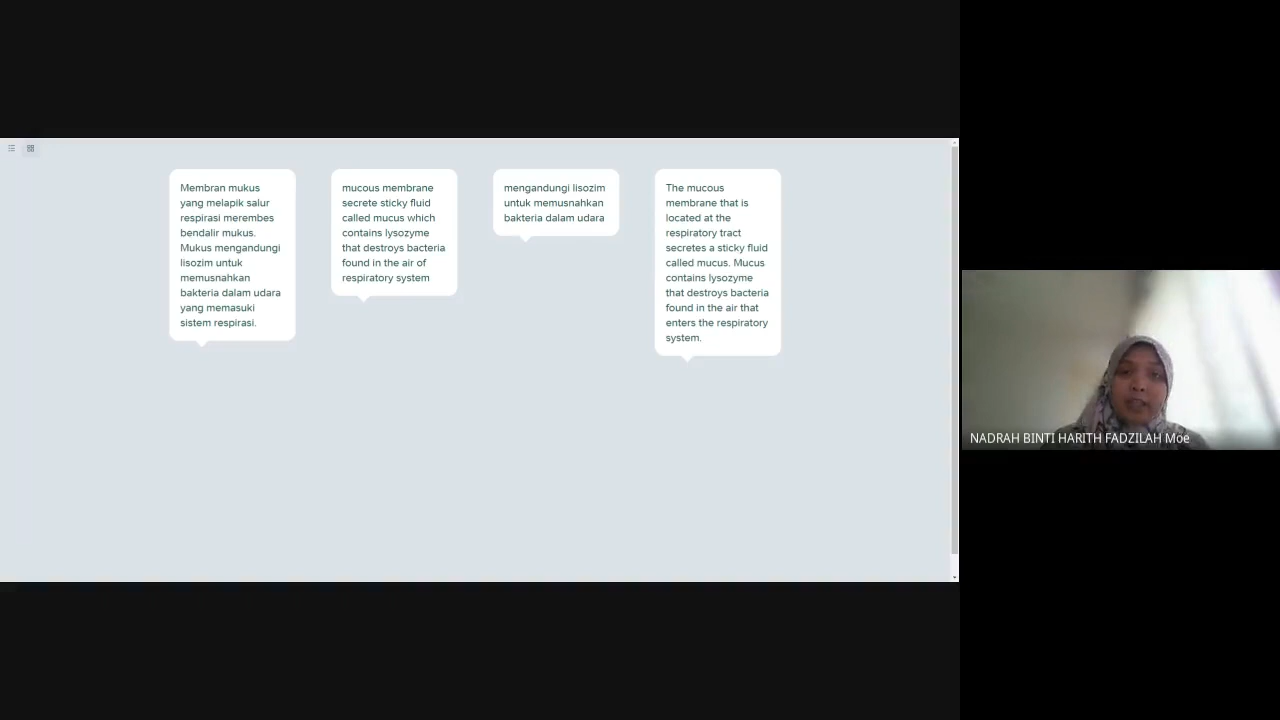 Membran mukus
yang melapik salur
respirasi merembes
bendalir mukus.
Mukus mengandungi
lisozim untuk
memusnahkan
bakteria dalam udara
yang memasuki
sistem respirasi.
mucous membrane
secrete sticky fluid
called mucus which
contains lysozyme
that destroys bacteria
found in the air of
respiratory system
mengandungi lisozim
untuk memusnahkan
bakteria dalam udara
The mucous
membrane that is
located at the
respiratory tract
secretes a sticky fluid
called mucus. Mucus
contains lysozyme
that destroys bacteria
found in the air that
enters the respiratory
system.
NADRAH BINTI HARITH FADZILAH Moe